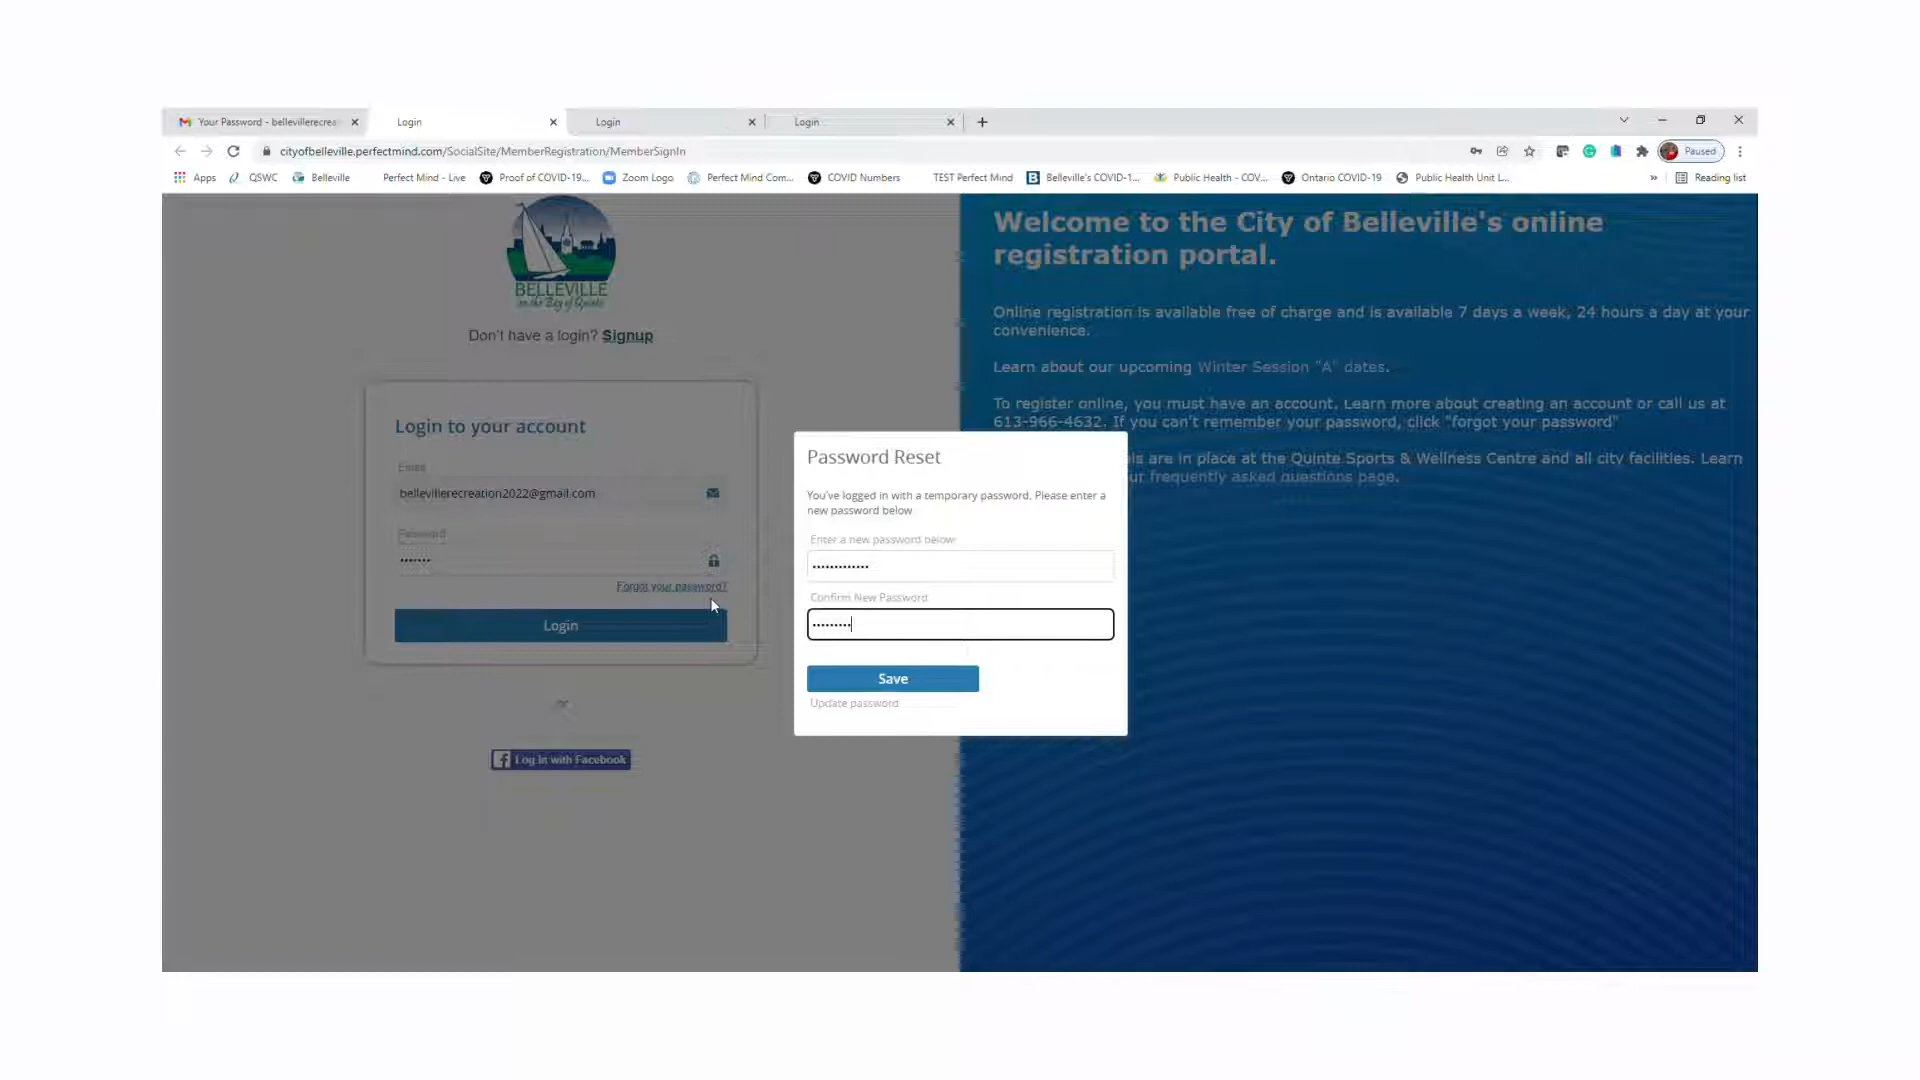 Your Password - bellevillerecrea
Login
Login
Login
cityofbelleville.perfectmind.com/SocialSite/MemberRegistration/MemberSignIn
Paused
Apps
QSWC
Belleville
Perfect Mind - Live
Proof of COVID-19...
Zoom Logo
Perfect Mind Com...
COVID Numbers
TEST Perfect Mind
Belleville's COVID-1...
Public Health - COV...
Ontario COVID-19
Public Health Unit L...
»
Reading list
BELLEVILLE
on the Bay of Quinte
Don't have a login? Signup
Login to your account
Email
bellevillerecreation2022@gmail.com
Password
•••••••
Forgot your password?
Login
or
Log in with Facebook
Welcome to the City of Belleville's online
registration portal.
Online registration is available free of charge and is available 7 days a week, 24 hours a day at your
convenience.
Learn about our upcoming Winter Session "A" dates.
To register online, you must have an account. Learn more about creating an account or call us at
613-966-4632. If you can't remember your password, click "forgot your password"
are in place at the Quinte Sports & Wellness Centre and all city facilities. Learn
frequently asked questions page.
Password Reset
You've logged in with a temporary password. Please enter a
new password below
Enter a new password below
•••••••••••••
Confirm New Password
•••••••••
Save
Update password